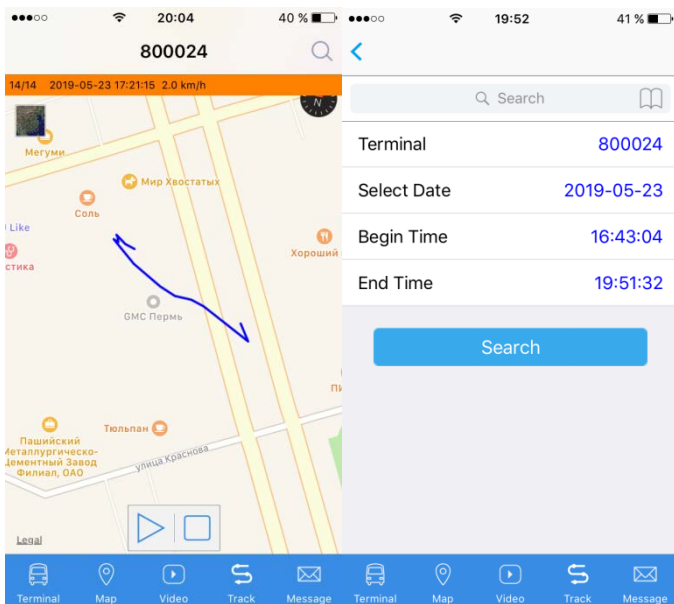 20:04
40 %
800024
14/14 2019-05-23 17:21:15 2.0 km/h
N
Мегуми
Мир Хвостатых
Соль
Like
стика
Хороший
GMC Пермь
Тюльпан
Пашийский
Металлургическо-
Цементный Завод
Филиал, ОАО
улица Краснова
Legal
Terminal
Map
Video
Track
Message
19:52
41 %
Search
Terminal 800024
Select Date 2019-05-23
Begin Time 16:43:04
End Time 19:51:32
Search
Terminal
Map
Video
Track
Message